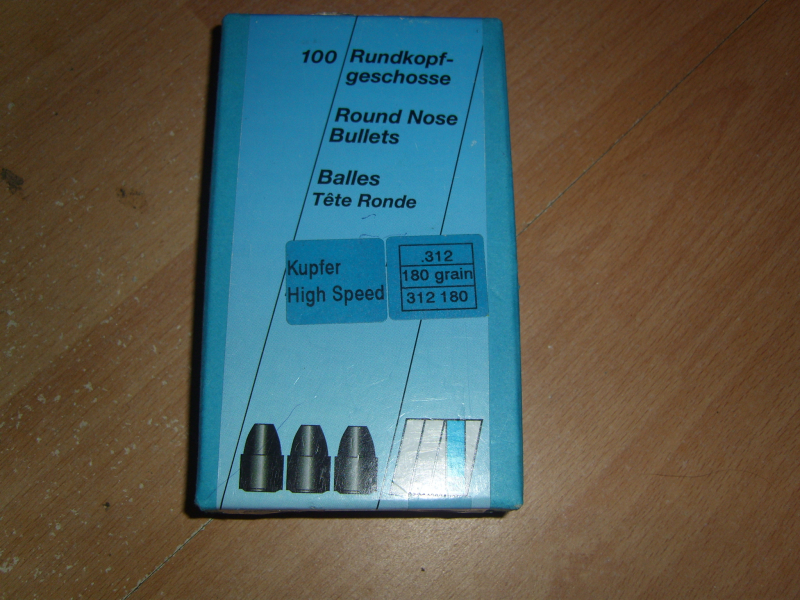 100 Rundkopf-
geschosse
Round Nose
Bullets
Balles
Tête Ronde
Kupfer
High Speed
.312
180 grain
312 180